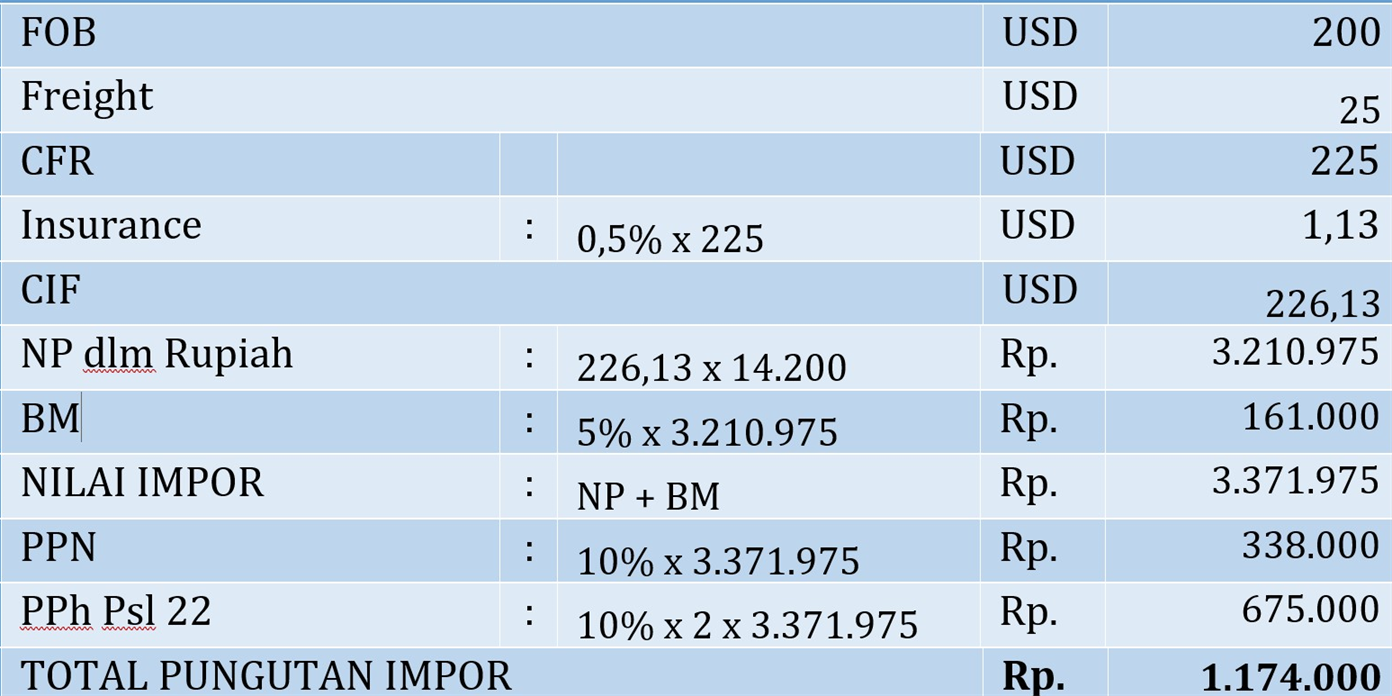 FOB USD 200
Freight USD 25
CFR USD 225
Insurance : 0,5% x 225 USD 1,13
CIF USD 226,13
NP dlm Rupiah : 226,13 x 14.200 Rp. 3.210.975
BM : 5% x 3.210.975 Rp. 161.000
NILAI IMPOR : NP + BM Rp. 3.371.975
PPN : 10% x 3.371.975 Rp. 338.000
PPh Psl 22 : 10% x 2 x 3.371.975 Rp. 675.000
TOTAL PUNGUTAN IMPOR Rp. 1.174.000